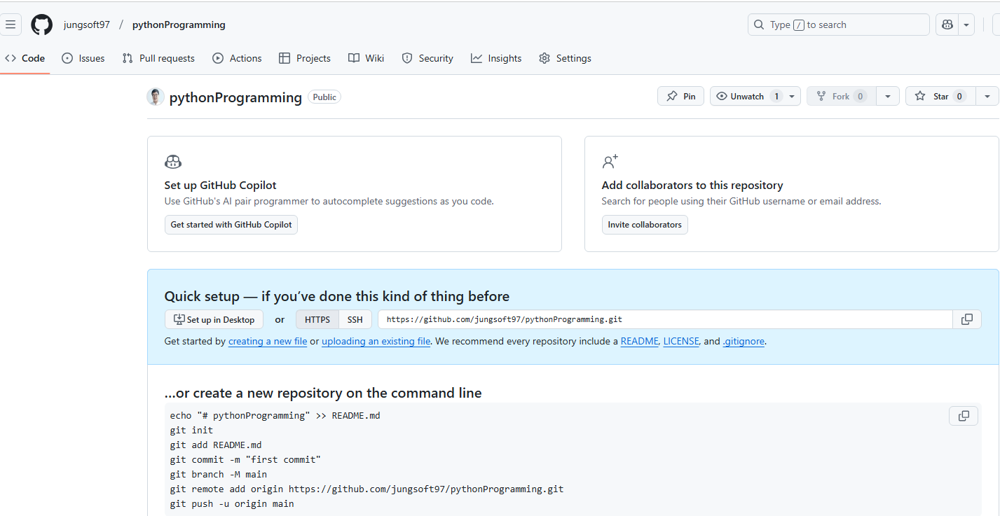 jungsoft97 / pythonProgramming
Type / to search
Code Issues Pull requests Actions Projects Wiki Security Insights Settings
pythonProgramming Public
Pin Unwatch 1 Fork 0 Star 0
Set up GitHub Copilot
Use GitHub's AI pair programmer to autocomplete suggestions as you code.
Get started with GitHub Copilot
Add collaborators to this repository
Search for people using their GitHub username or email address.
Invite collaborators
Quick setup — if you’ve done this kind of thing before
Set up in Desktop or HTTPS SSH https://github.com/jungsoft97/pythonProgramming.git
Get started by creating a new file or uploading an existing file. We recommend every repository include a README, LICENSE, and .gitignore.
…or create a new repository on the command line
echo "# pythonProgramming" >> README.md
git init
git add README.md
git commit -m "first commit"
git branch -M main
git remote add origin https://github.com/jungsoft97/pythonProgramming.git
git push -u origin main